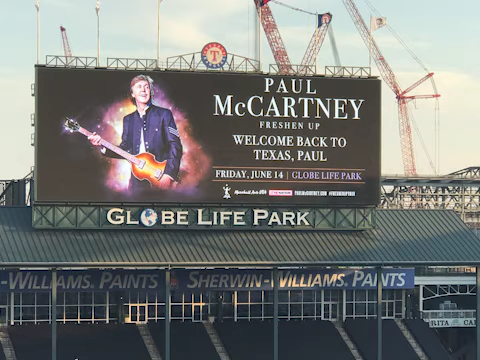 PAUL
McCARTNEY
FRESHEN UP
WELCOME BACK TO
TEXAS, PAUL
FRIDAY, JUNE 14 | GLOBE LIFE PARK
GLOBE LIFE PARK
WILLIAMS. PAINTS
SHERWIN-WILLIAMS. PAINTS